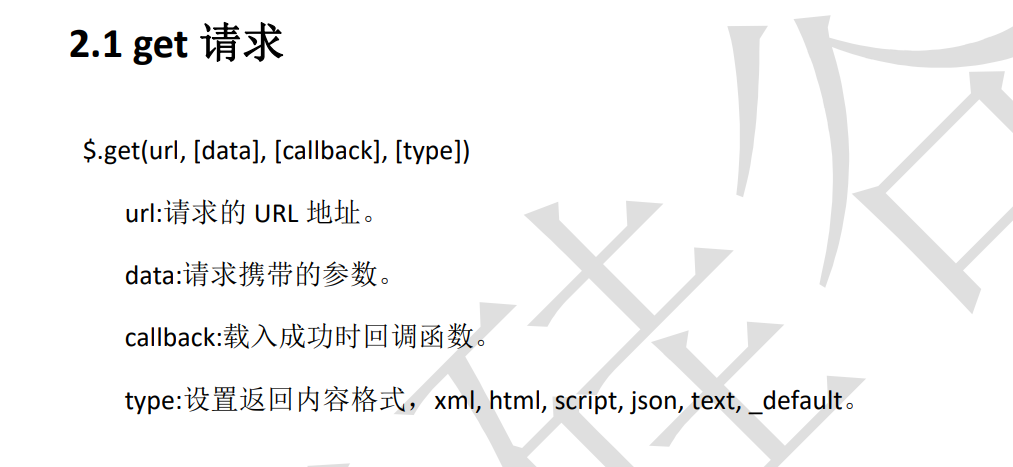 2.1 get 请求
$.get(url, [data], [callback], [type])
url:请求的 URL 地址。
data:请求携带的参数。
callback:载入成功时回调函数。
type:设置返回内容格式，xml, html, script, json, text, _default。
硅谷